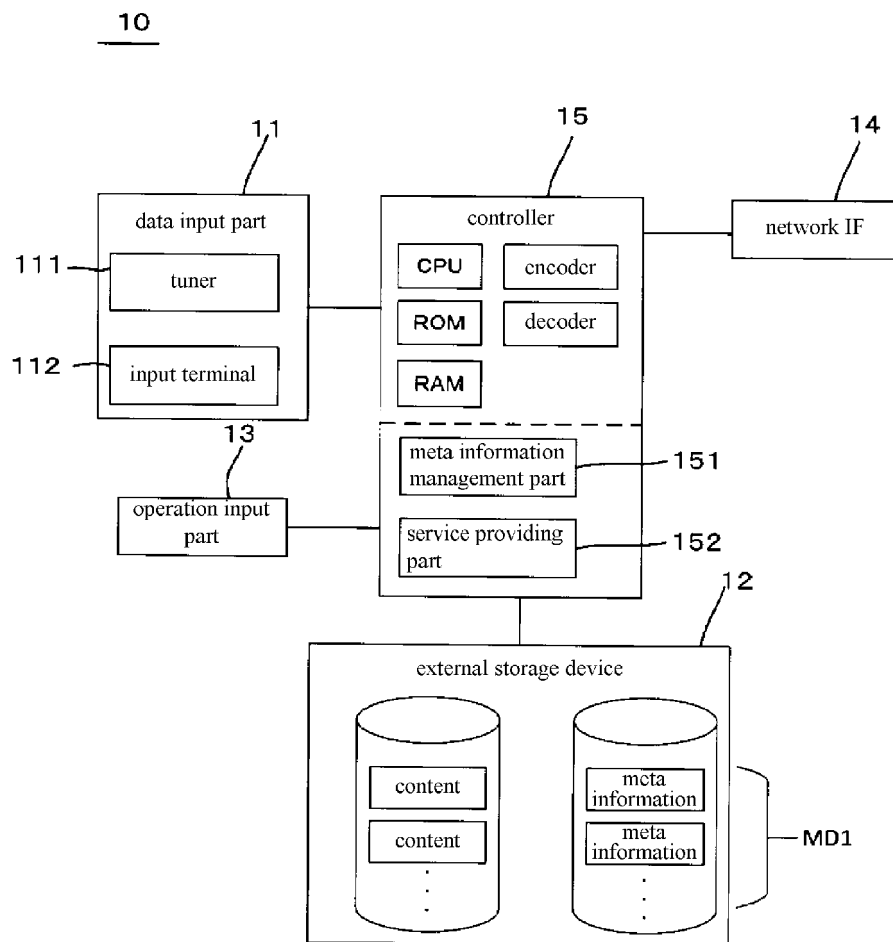 10
11
15
14
data input part
controller
network IF
111
tuner
CPU
encoder
ROM
decoder
112
input terminal
RAM
13
meta information
management part
151
operation input
part
service providing
part
152
12
external storage device
content
meta
information
content
meta
information
MD1